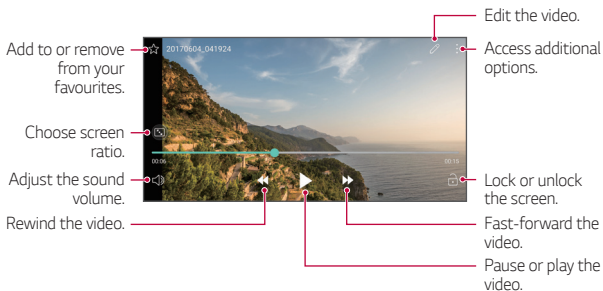 Edit the video.
Add to or remove
from your
favourites.
20170604_041924
Access additional
options.
Choose screen
ratio.
00:06
00:15
Adjust the sound
volume.
Lock or unlock
the screen.
Rewind the video.
Fast-forward the
video.
Pause or play the
video.